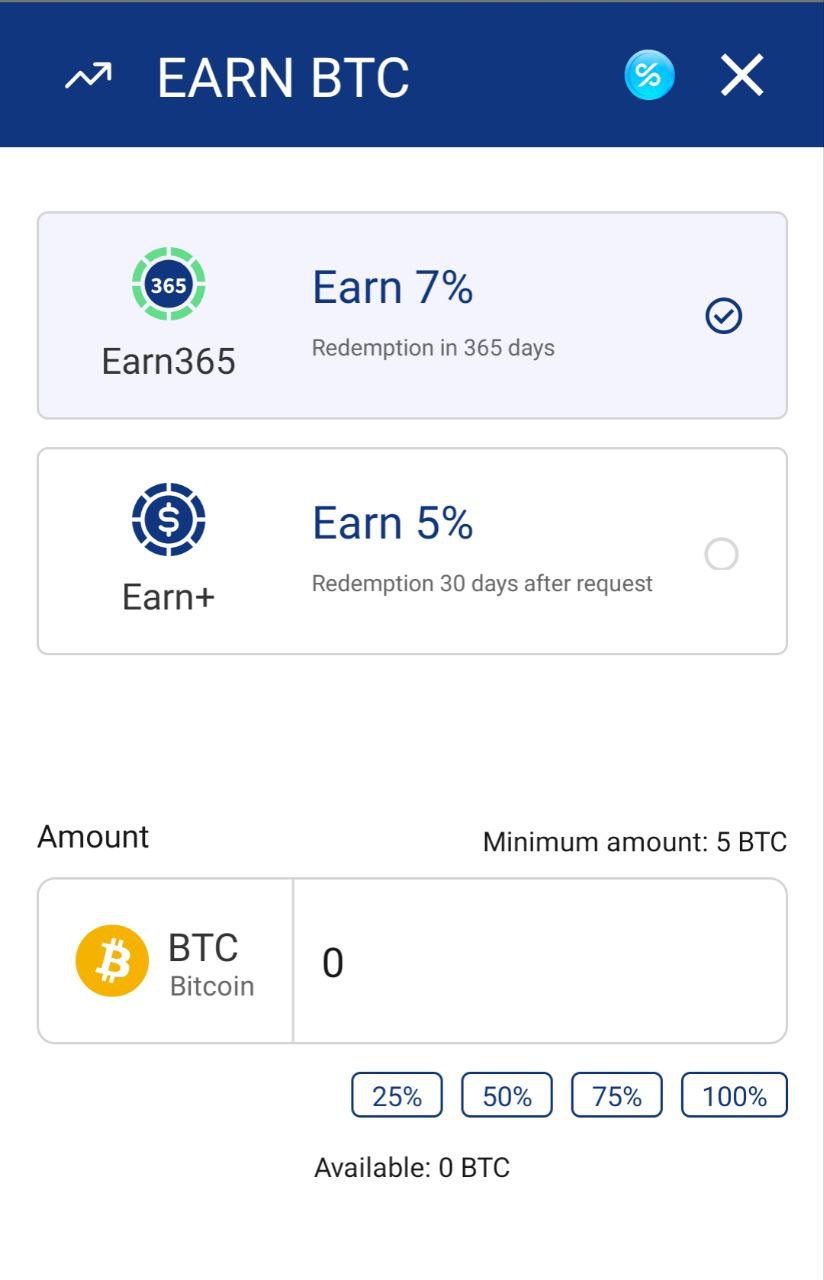 EARN BTC
%
365
Earn365
Earn 7%
Redemption in 365 days
$
Earn+
Earn 5%
Redemption 30 days after request
Amount
Minimum amount: 5 BTC
BTC
Bitcoin
0
25%
50%
75%
100%
Available: 0 BTC